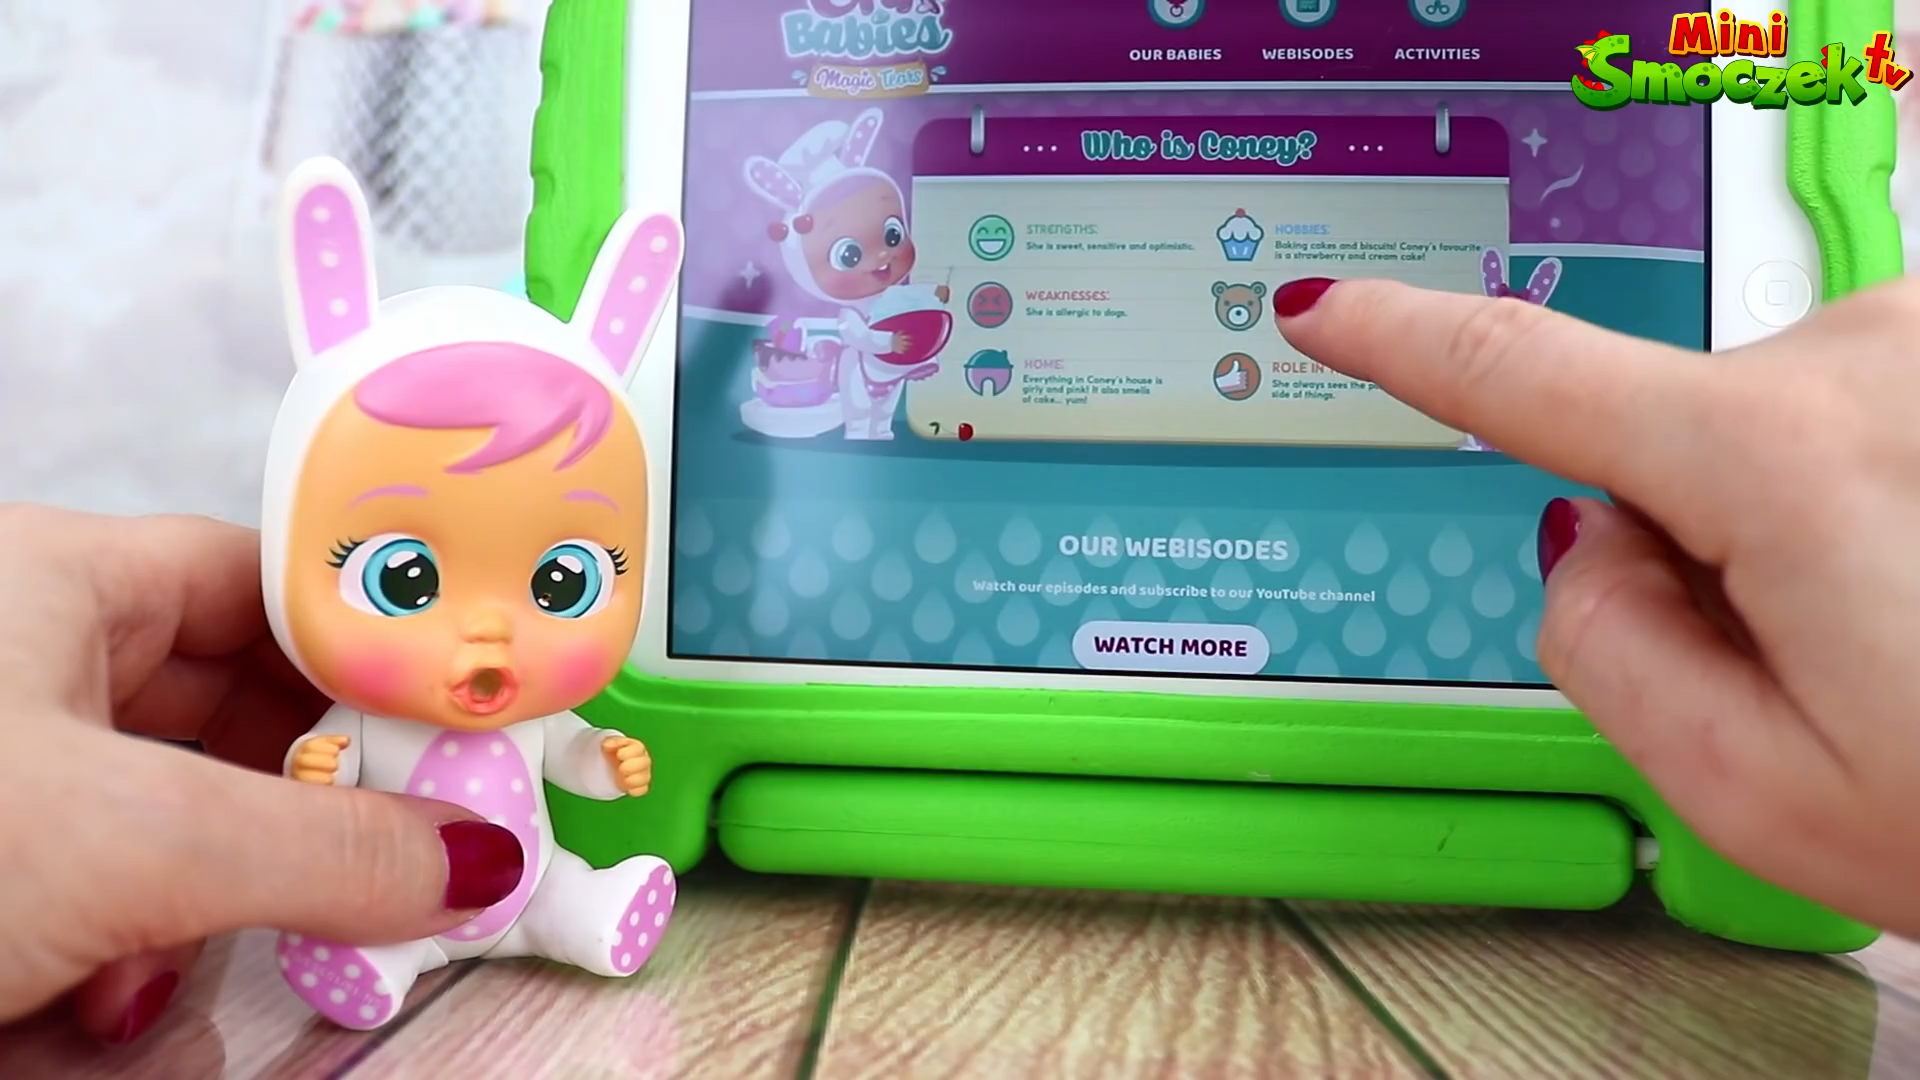 Mini
Smoczek tv
Cry
Babies
Magic Tears
OUR BABIES
WEBISODES
ACTIVITIES
... Who is Coney? ...
STRENGTHS:
She is sweet, sensitive and optimistic.
HOBBIES:
Baking cakes and biscuits! Coney's favourite
is a strawberry and cream cake!
WEAKNESSES:
She is allergic to dogs.
HOME:
Everything in Coney's house is
girly and pink! It also smells
of cake... yum!
ROLE IN
She always sees the
side of things.
OUR WEBISODES
Watch our episodes and subscribe to our YouTube channel
WATCH MORE